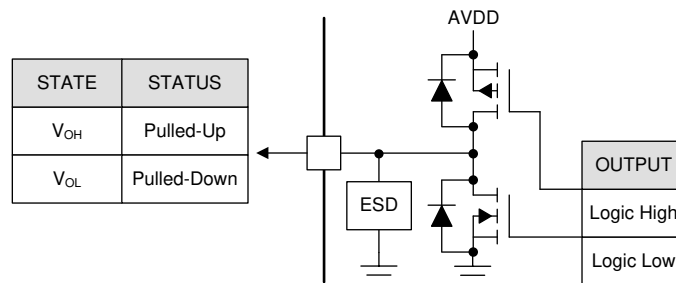 AVDD
STATE STATUS
VOH Pulled-Up
VOL Pulled-Down
ESD
OUTPUT
Logic High
Logic Low